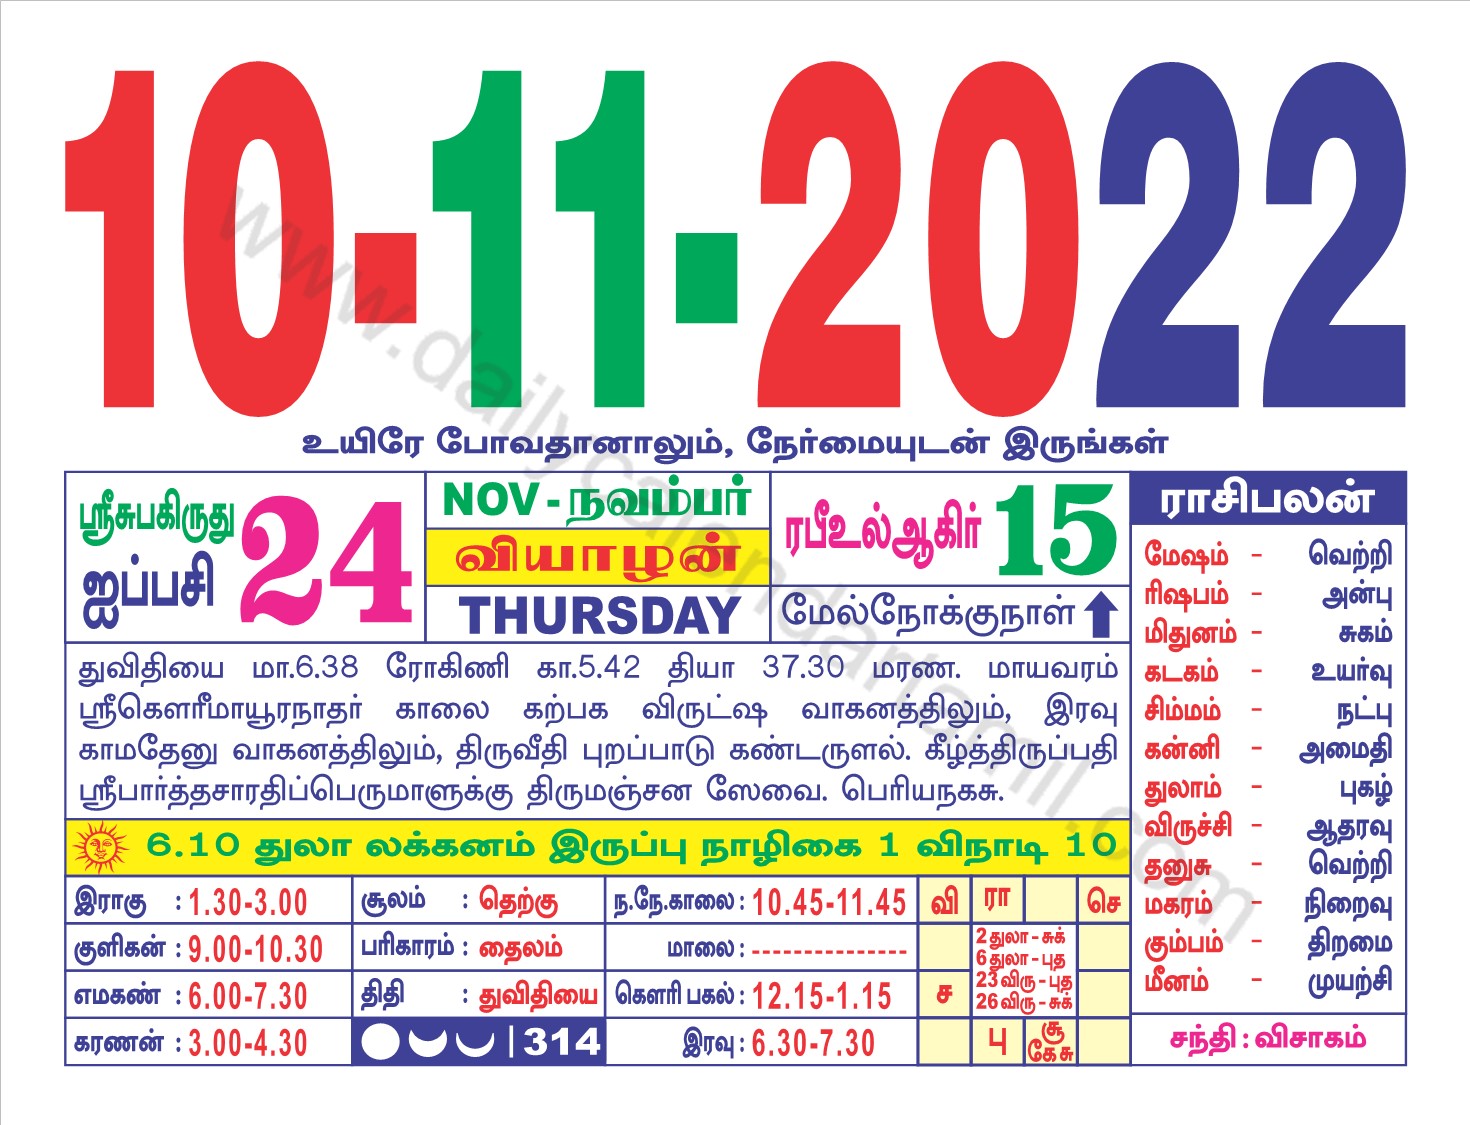 10-11-2022
உயிரே போவதானாலும், நேர்மையுடன் இருங்கள்
ஸ்ரீசுபகிருது
ஐப்பசி
24
NOV - நவம்பர்
வியாழன்
THURSDAY
ரபீஉல்ஆகிர் 15
மேல்நோக்குநாள்
துவிதியை மா.6.38 ரோகிணி கா.5.42 தியா 37.30 மரண. மாயவரம்
ஸ்ரீகௌரீமாயூரநாதர் காலை கற்பக விருட்ஷ வாகனத்திலும், இரவு
காமதேனு வாகனத்திலும், திருவீதி புறப்பாடு கண்டருளல். கீழ்த்திருப்பதி
ஸ்ரீபார்த்தசாரதிப்பெருமாளுக்கு திருமஞ்சன ஸேவை. பெரியநகசு.
6.10 துலா லக்கனம் இருப்பு நாழிகை 1 விநாடி 10
இராகு : 1.30-3.00
குளிகன் : 9.00-10.30
எமகண் : 6.00-7.30
கரணன் : 3.00-4.30
சூலம் : தெற்கு
பரிகாரம் : தைலம்
திதி : துவிதியை
314
ந.நே.காலை : 10.45-11.45
மாலை : ---------------
கௌரி பகல் : 12.15-1.15
இரவு : 6.30-7.30
வி ரா செ
2 துலா - சுக்
6 துலா - புத
23 விரு - புத
26 விரு - சுக்
ச
பு சூ
கேசு
ராசிபலன்
மேஷம் - வெற்றி
ரிஷபம் - அன்பு
மிதுனம் - சுகம்
கடகம் - உயர்வு
சிம்மம் - நட்பு
கன்னி - அமைதி
துலாம் - புகழ்
விருச்சி - ஆதரவு
தனுசு - வெற்றி
மகரம் - நிறைவு
கும்பம் - திறமை
மீனம் - முயற்சி
சந்தி : விசாகம்
www.dailycalendartamil.com